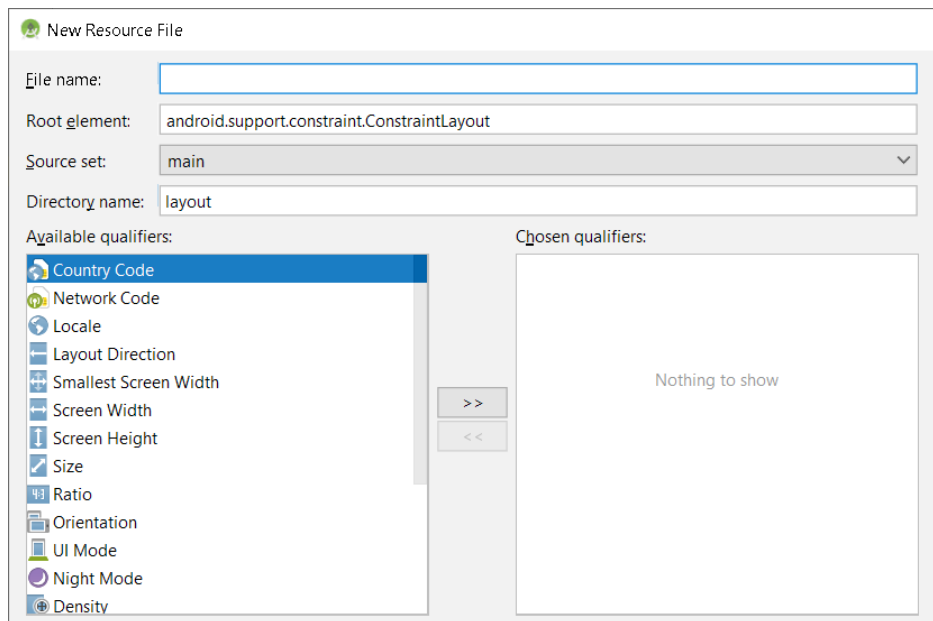 New Resource File
File name:
Root element: android.support.constraint.ConstraintLayout
Source set: main
Directory name: layout
Available qualifiers:
Chosen qualifiers:
Country Code
Network Code
Locale
Layout Direction
Smallest Screen Width
Screen Width
Screen Height
Size
4:3 Ratio
Orientation
UI Mode
Night Mode
Density
>>
<<
Nothing to show